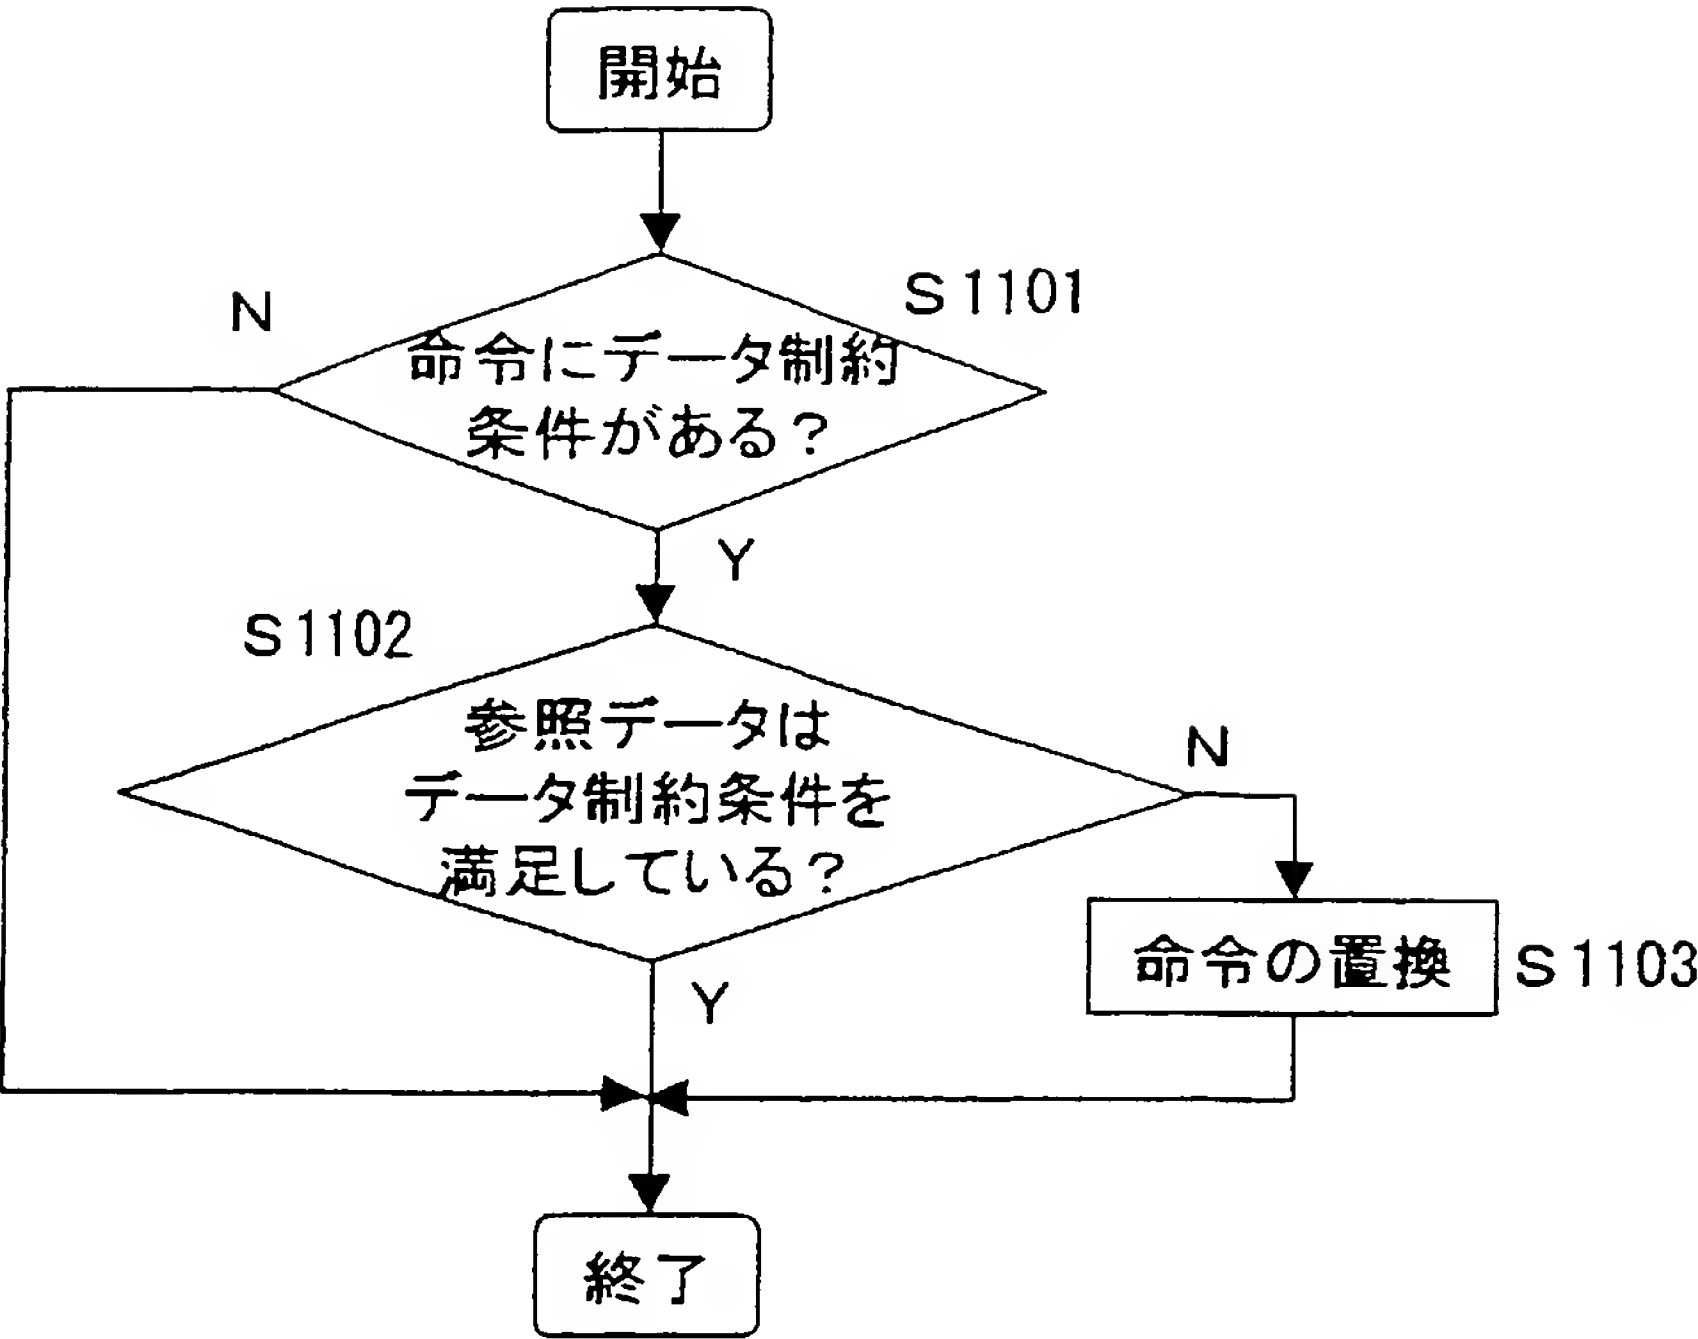 開始
N
S1101
命令にデータ制約
条件がある?
Y
S1102
参照データは
データ制約条件を
満足している?
N
命令の置換
S1103
Y
終了